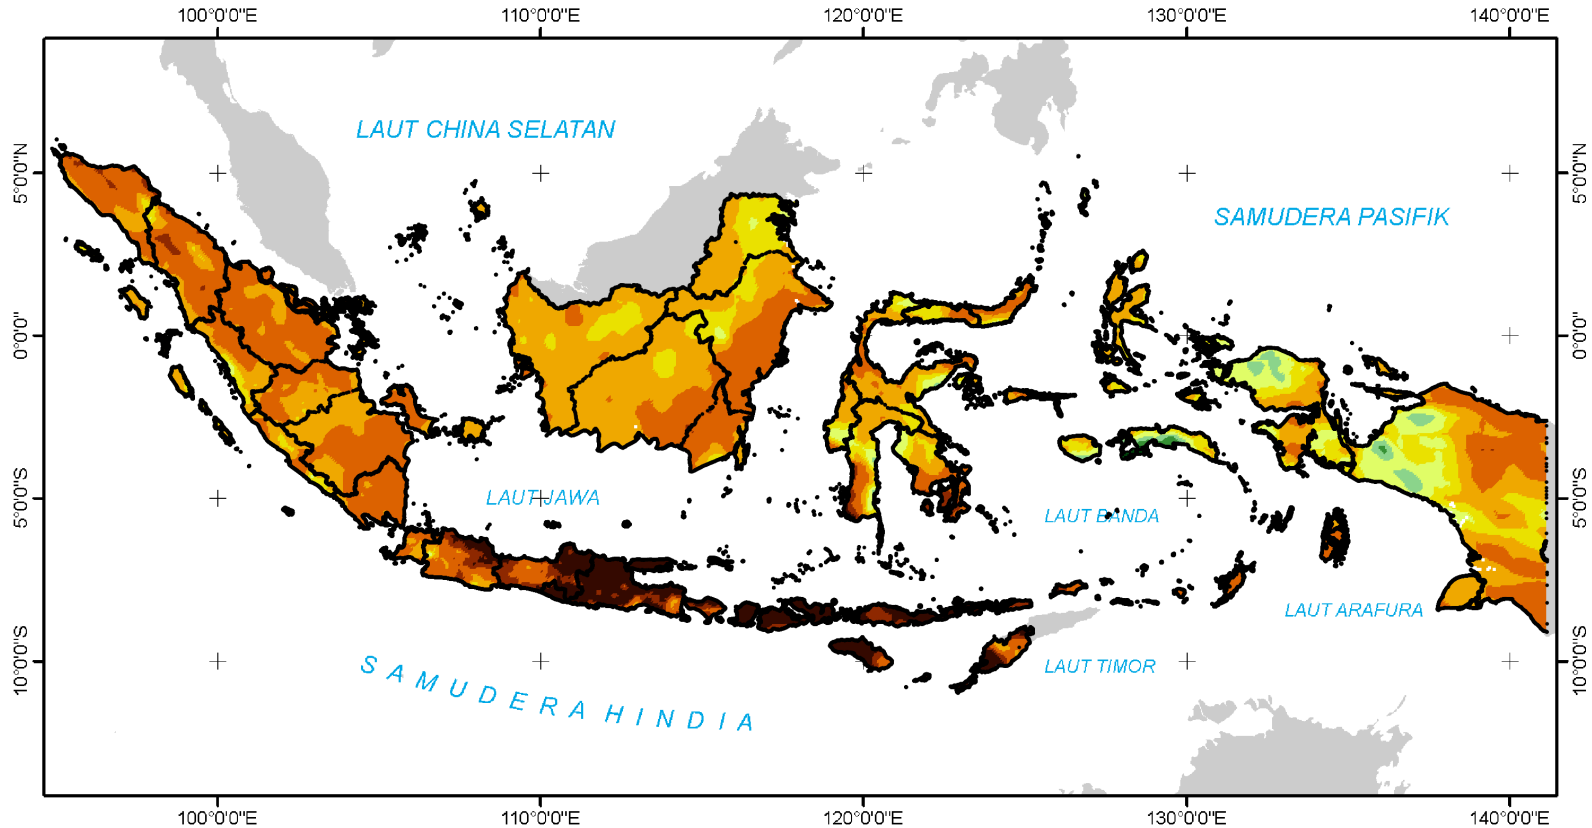 100°0'0"E 110°0'0"E 120°0'0"E 130°0'0"E 140°0'0"E
LAUT CHINA SELATAN
5°0'0"N 5°0'0"N
SAMUDERA PASIFIK
0°0'0" 0°0'0"
LAUT JAWA
5°0'0"S 5°0'0"S
LAUT BANDA
LAUT ARAFURA
10°0'0"S 10°0'0"S
LAUT TIMOR
SAMUDERA HINDIA
100°0'0"E 110°0'0"E 120°0'0"E 130°0'0"E 140°0'0"E